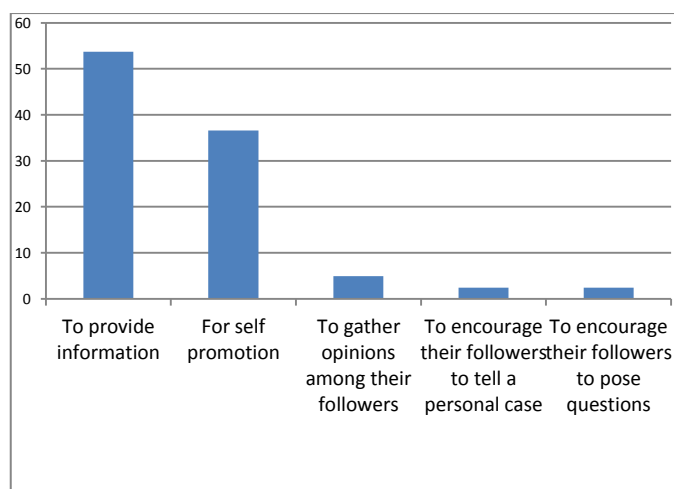 60
50
40
30
20
10
0
To provide information
For self promotion
To gather opinions among their followers
To encourage their followers to tell a personal case
To encourage their followers to pose questions